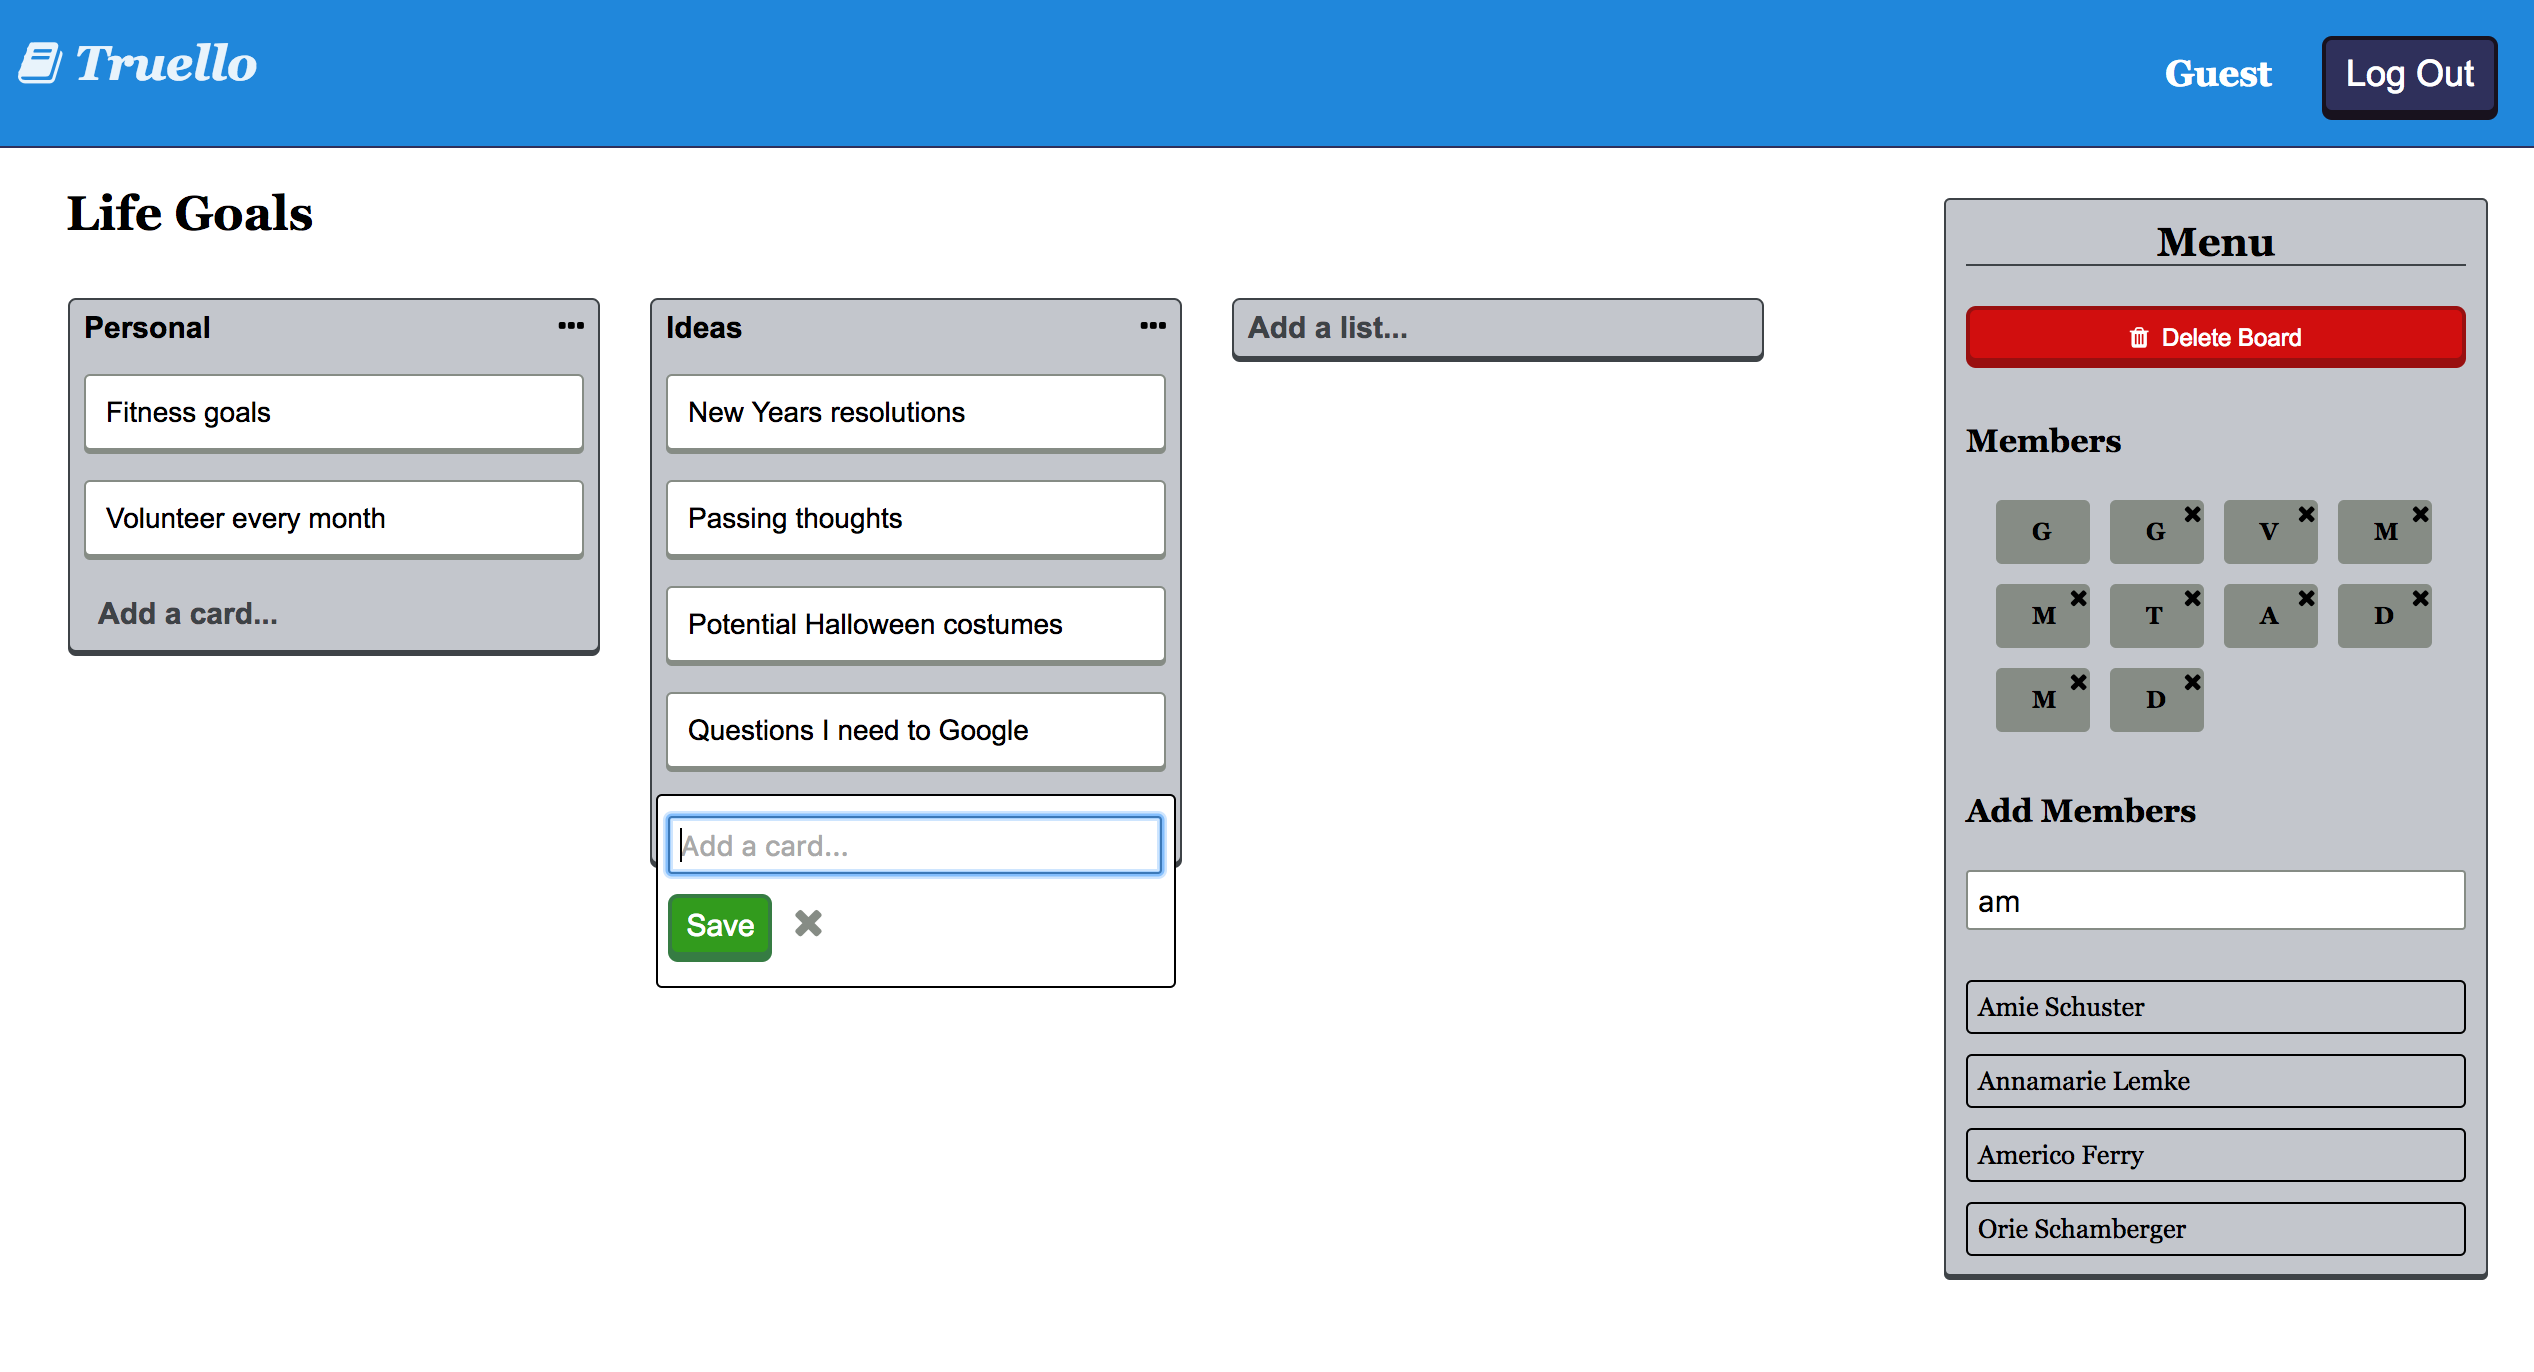 Truello
Guest
Log Out
Life Goals
Personal
Fitness goals
Volunteer every month
Add a card...
Ideas
New Years resolutions
Passing thoughts
Potential Halloween costumes
Questions I need to Google
Add a card...
Save
Add a list...
Menu
Delete Board
Members
G G V M
M T A D
M D
Add Members
am
Amie Schuster
Annamarie Lemke
Americo Ferry
Orie Schamberger